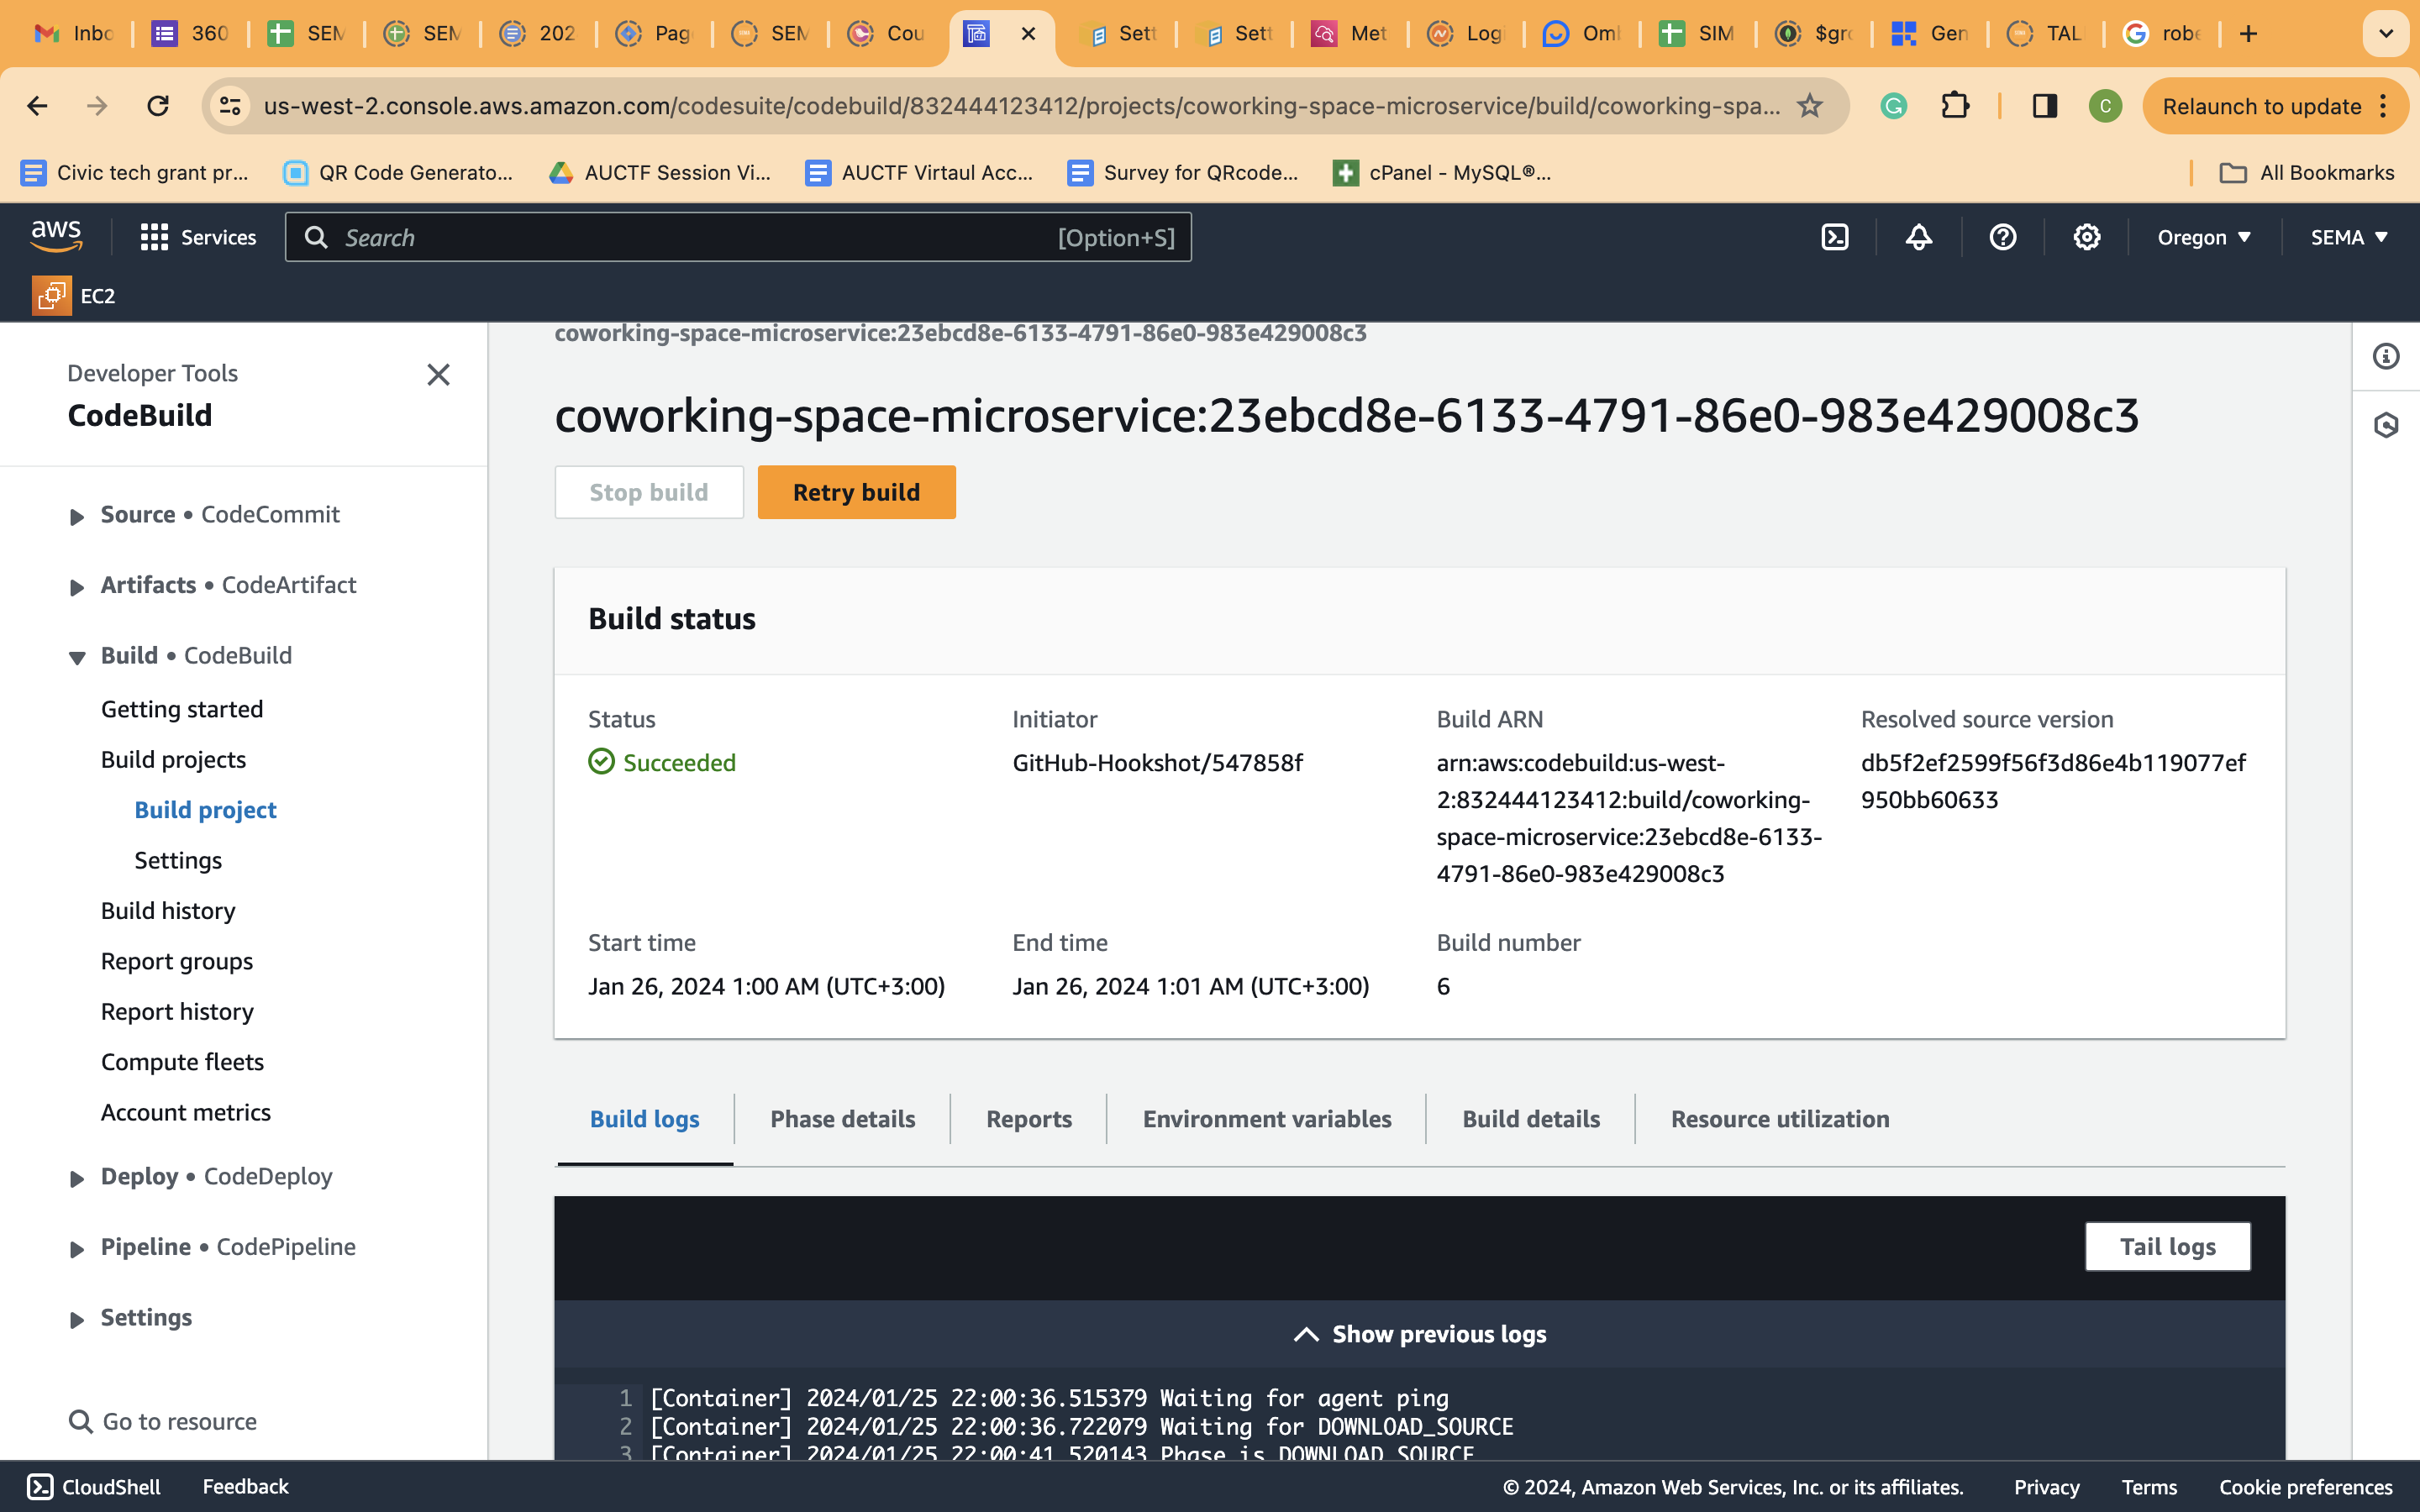 Inbo
360
SEM
SEM
202
Pag
SEM
Cou
Sett
Sett
Met
Logi
Oml
SIM
$gro
Gen
TAL
robe
us-west-2.console.aws.amazon.com/codesuite/codebuild/832444123412/projects/coworking-space-microservice/build/coworking-spa...
C
Relaunch to update
Civic tech grant pr...
QR Code Generato...
AUCTF Session Vi...
AUCTF Virtaul Acc...
Survey for QRcode...
cPanel - MySQL®...
All Bookmarks
aws
Services
Search
[Option+S]
Oregon
SEMA
EC2
Developer Tools
CodeBuild
Source • CodeCommit
Artifacts • CodeArtifact
Build • CodeBuild
Getting started
Build projects
Build project
Settings
Build history
Report groups
Report history
Compute fleets
Account metrics
Deploy • CodeDeploy
Pipeline • CodePipeline
Settings
Go to resource
coworking-space-microservice:23ebcd8e-6133-4791-86e0-983e429008c3
coworking-space-microservice:23ebcd8e-6133-4791-86e0-983e429008c3
Stop build
Retry build
Build status
Status
Succeeded
Initiator
GitHub-Hookshot/547858f
Build ARN
arn:aws:codebuild:us-west-
2:832444123412:build/coworking-
space-microservice:23ebcd8e-6133-
4791-86e0-983e429008c3
Resolved source version
db5f2ef2599f56f3d86e4b119077ef
950bb60633
Start time
Jan 26, 2024 1:00 AM (UTC+3:00)
End time
Jan 26, 2024 1:01 AM (UTC+3:00)
Build number
6
Build logs
Phase details
Reports
Environment variables
Build details
Resource utilization
Tail logs
Show previous logs
1 [Container] 2024/01/25 22:00:36.515379 Waiting for agent ping
2 [Container] 2024/01/25 22:00:36.722079 Waiting for DOWNLOAD_SOURCE
3 [Container] 2024/01/25 22:00:41.520143 Phase is DOWNLOAD_SOURCE
CloudShell
Feedback
© 2024, Amazon Web Services, Inc. or its affiliates.
Privacy
Terms
Cookie preferences